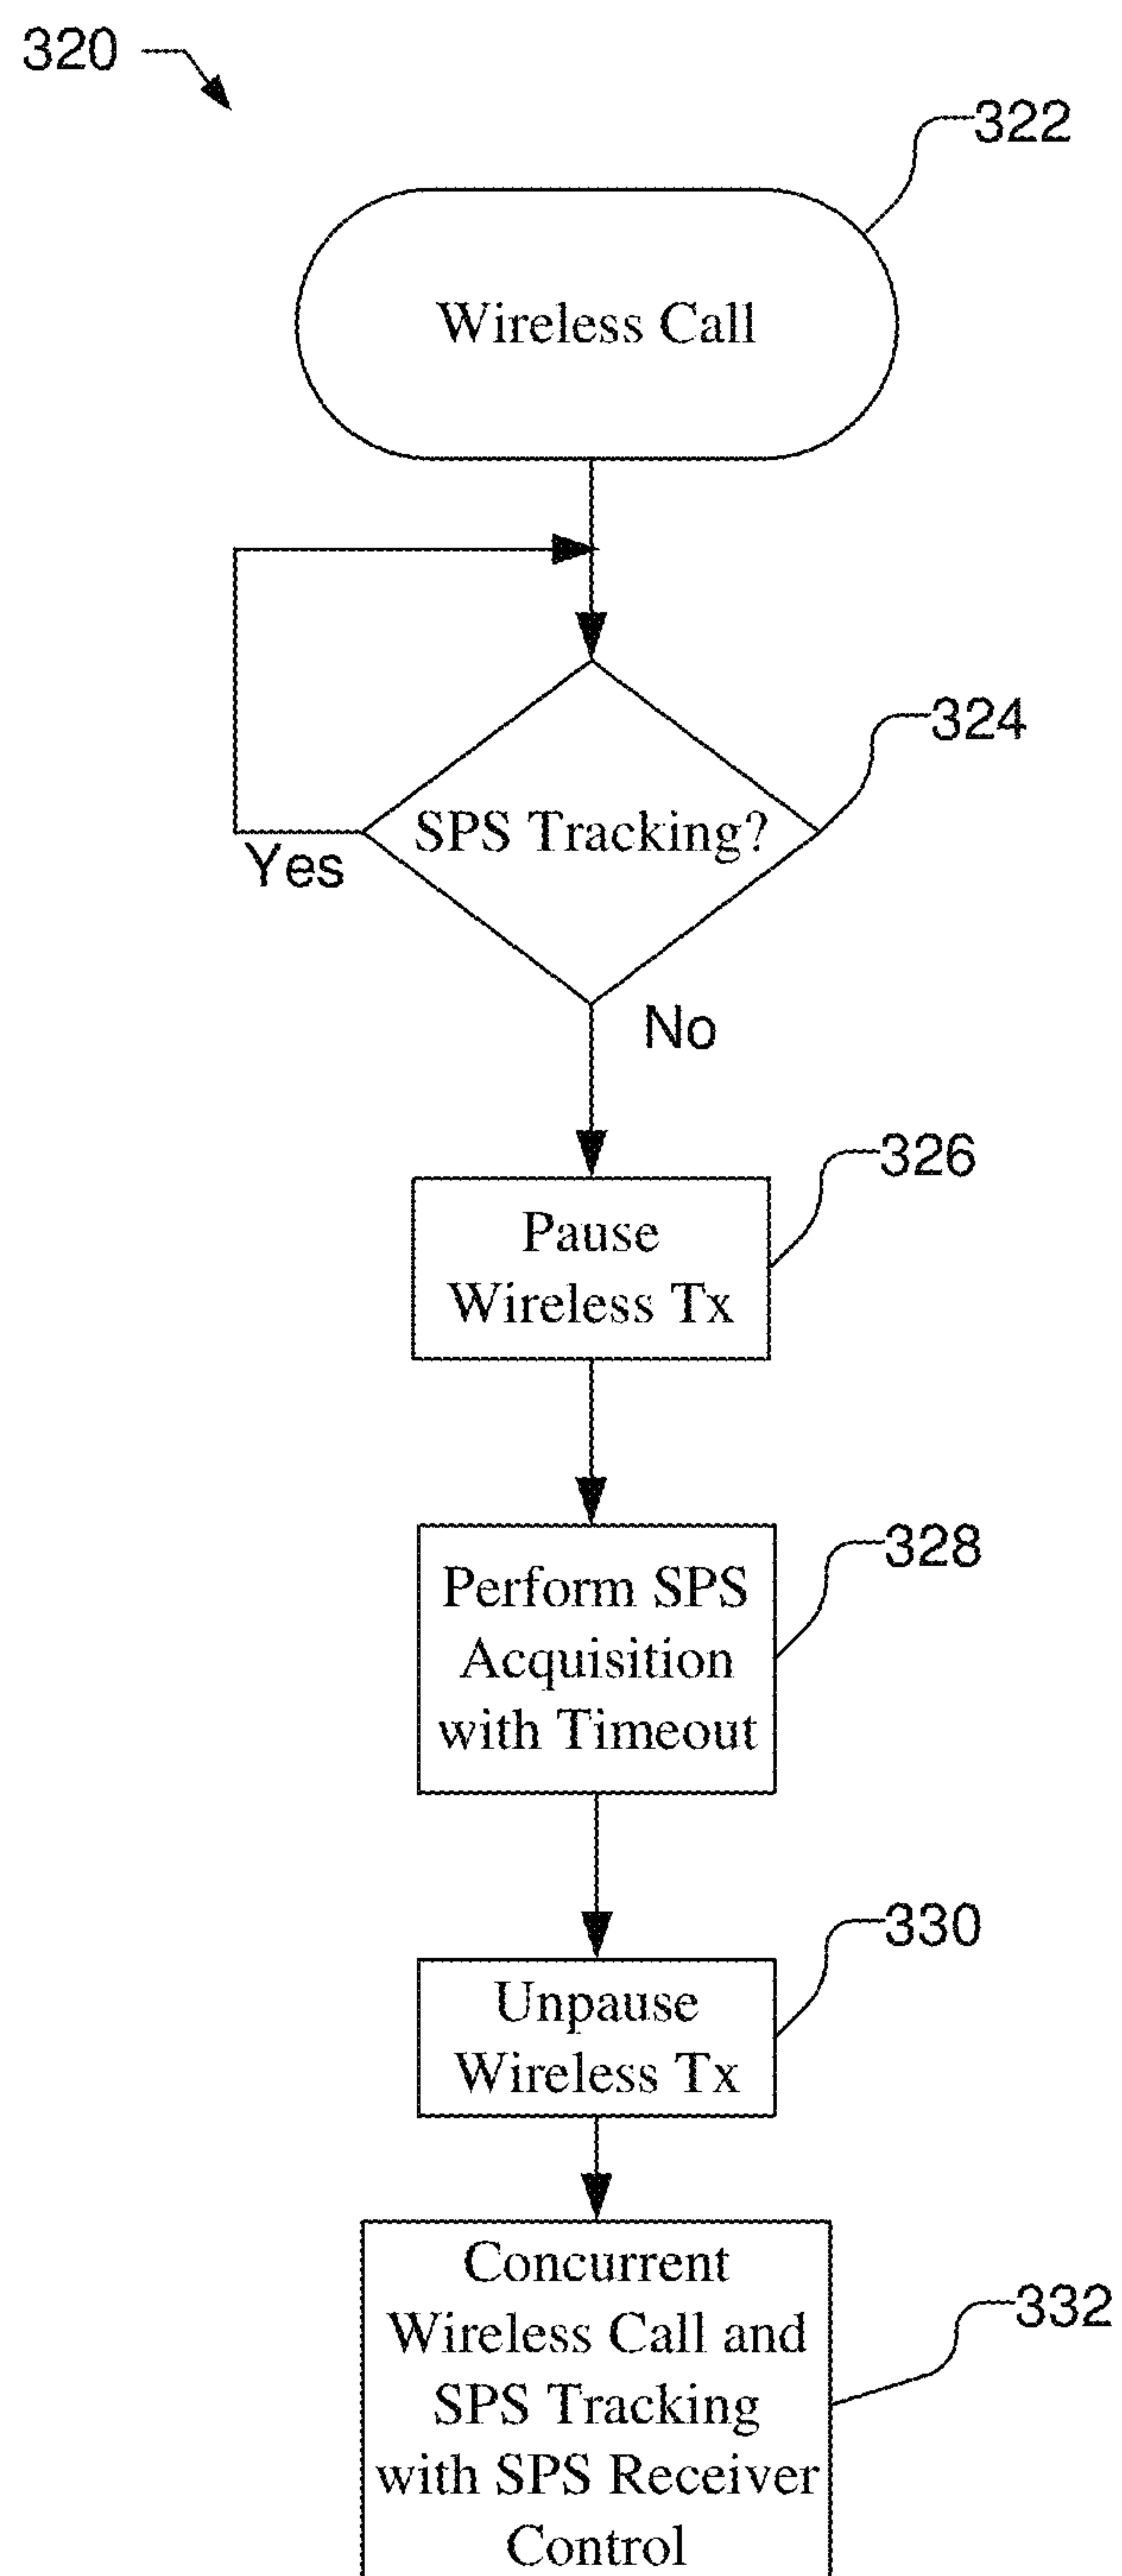 320
322
Wireless Call
324
SPS Tracking?
Yes
No
326
Pause
Wireless Tx
328
Perform SPS
Acquisition
with Timeout
330
Unpause
Wireless Tx
332
Concurrent
Wireless Call and
SPS Tracking
with SPS Receiver
Control